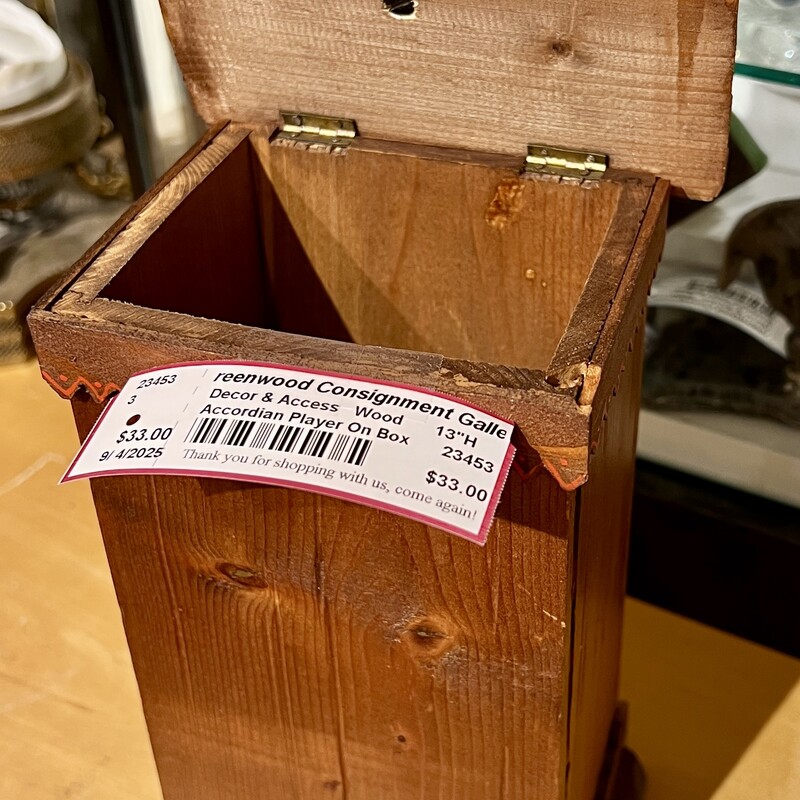 23453
3
$33.00
9/4/2025
reenwood Consignment Galle
Decor & Access Wood
Accordian Player On Box
13"H
23453
$33.00
Thank you for shopping with us, come again!